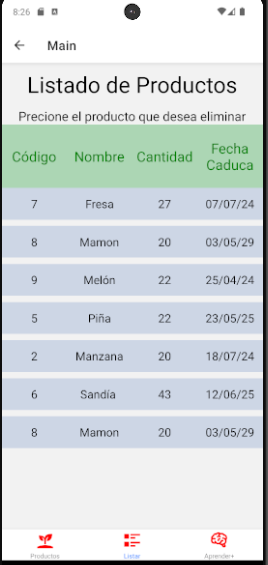 8:26
Main
Listado de Productos
Precione el producto que desea eliminar
Código Nombre Cantidad Fecha Caduca
7 Fresa 27 07/07/24
8 Mamon 20 03/05/29
9 Melón 22 25/04/24
5 Piña 22 23/05/25
2 Manzana 20 18/07/24
6 Sandía 43 12/06/25
8 Mamon 20 03/05/29
Productos Listar Aprender+